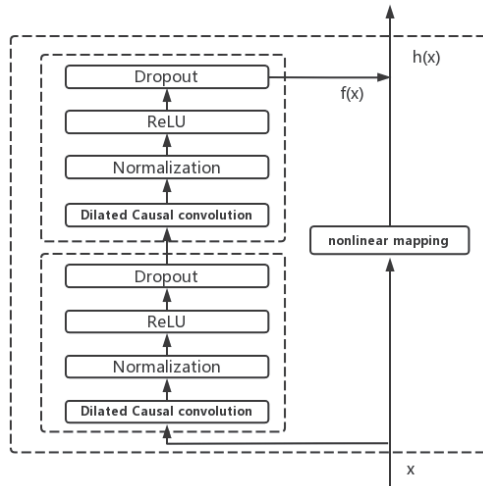 h(x)
Dropout
f(x)
ReLU
Normalization
Dilated Causal convolution
nonlinear mapping
Dropout
ReLU
Normalization
Dilated Causal convolution
x